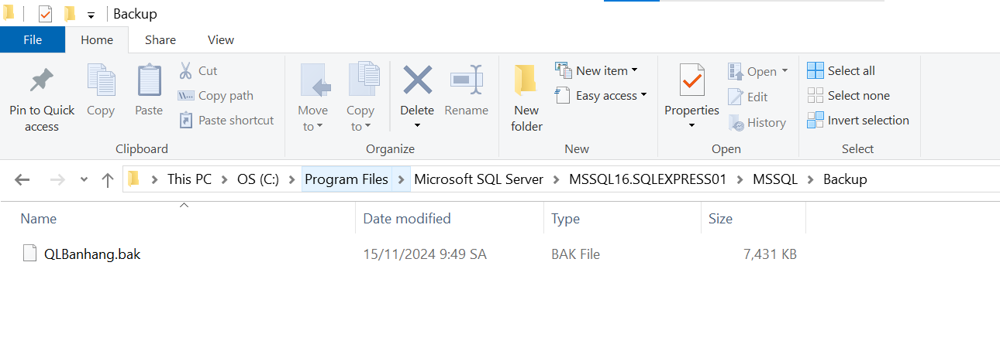 Backup
File Home Share View
Pin to Quick access
Copy
Paste
Cut
Copy path
Paste shortcut
Clipboard
Move to
Copy to
Delete
Rename
Organize
New folder
New item
Easy access
New
Properties
Open
Edit
History
Open
Select all
Select none
Invert selection
Select
This PC OS (C:) Program Files Microsoft SQL Server MSSQL16.SQLEXPRESS01 MSSQL Backup
Name Date modified Type Size
QLBanhang.bak 15/11/2024 9:49 SA BAK File 7,431 KB